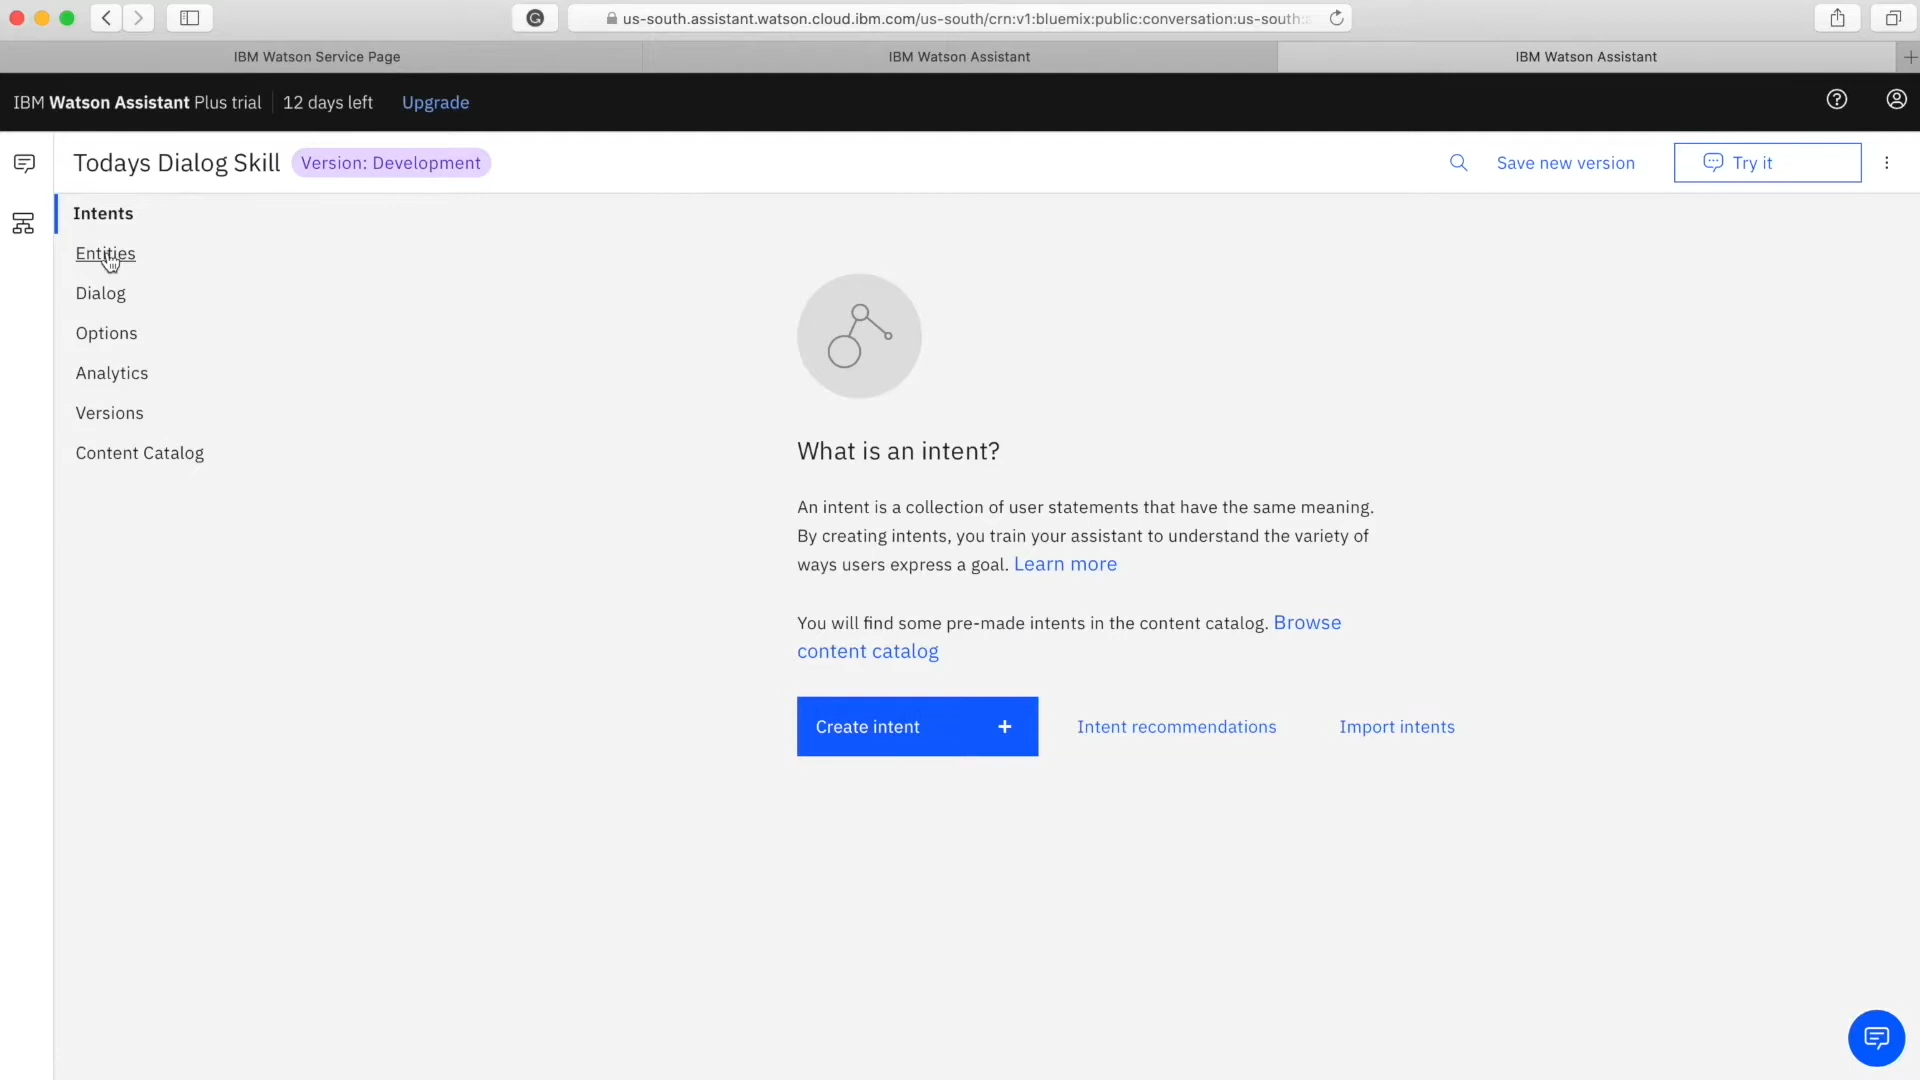 us-south.assistant.watson.cloud.ibm.com/us-south/crn:v1:bluemix:public:conversation:us-south:
IBM Watson Service Page
IBM Watson Assistant
IBM Watson Assistant
IBM Watson Assistant Plus trial
12 days left
Upgrade
Todays Dialog Skill
Version: Development
Save new version
Try it
Intents
Entities
Dialog
Options
Analytics
Versions
Content Catalog
What is an intent?
An intent is a collection of user statements that have the same meaning.
By creating intents, you train your assistant to understand the variety of
ways users express a goal. Learn more
You will find some pre-made intents in the content catalog. Browse
content catalog
Create intent +
Intent recommendations
Import intents